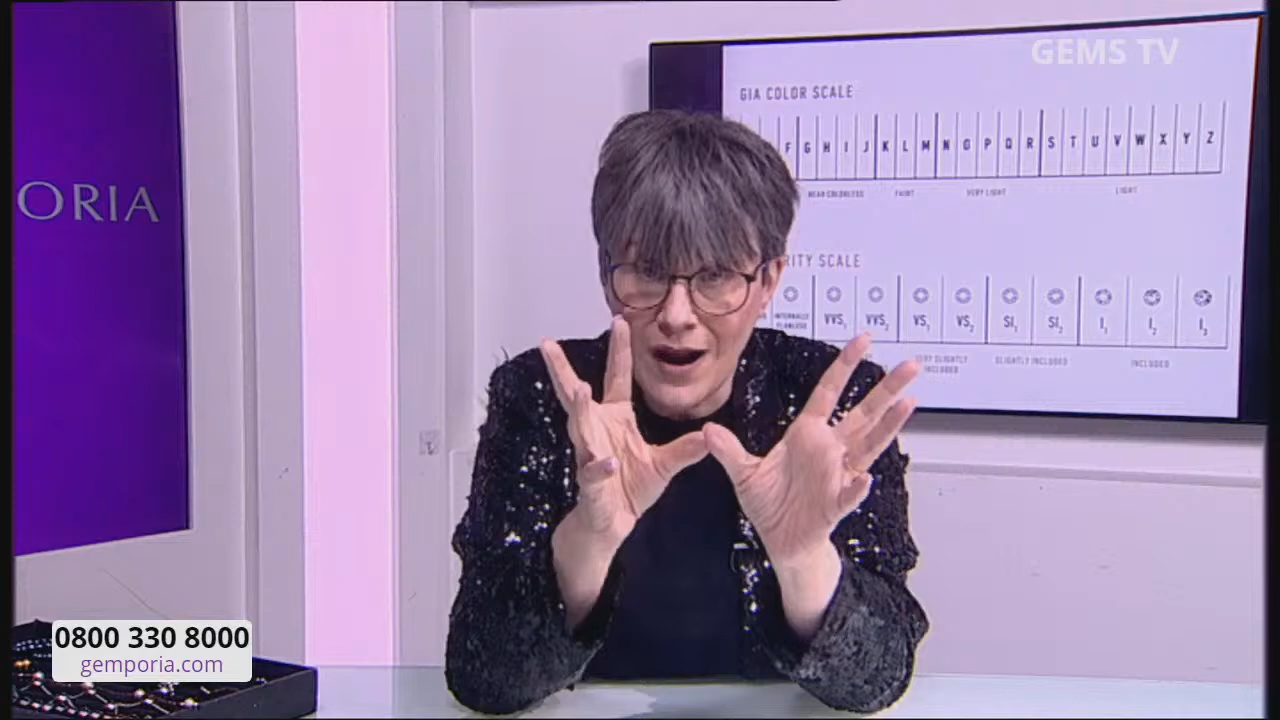 GEMS TV
GIA COLOR SCALE
F G H I J K L M N O P Q R S T U V W X Y Z
NEAR COLORLESS FAINT VERY LIGHT LIGHT
ORIA
RITY SCALE
INTERNALLY FLAWLESS VVS₁ VVS₂ VS₁ VS₂ SI₁ SI₂ I₁ I₂ I₃
SLIGHTLY INCLUDED INCLUDED
SLIGHTLY
INCLUDED
0800 330 8000
gemporia.com